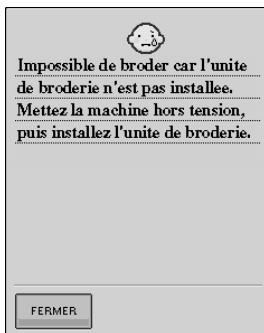 Impossible de broder car l'unite
de broderie n'est pas installee.
Mettez la machine hors tension,
puis installez l'unite de broderie.
FERMER